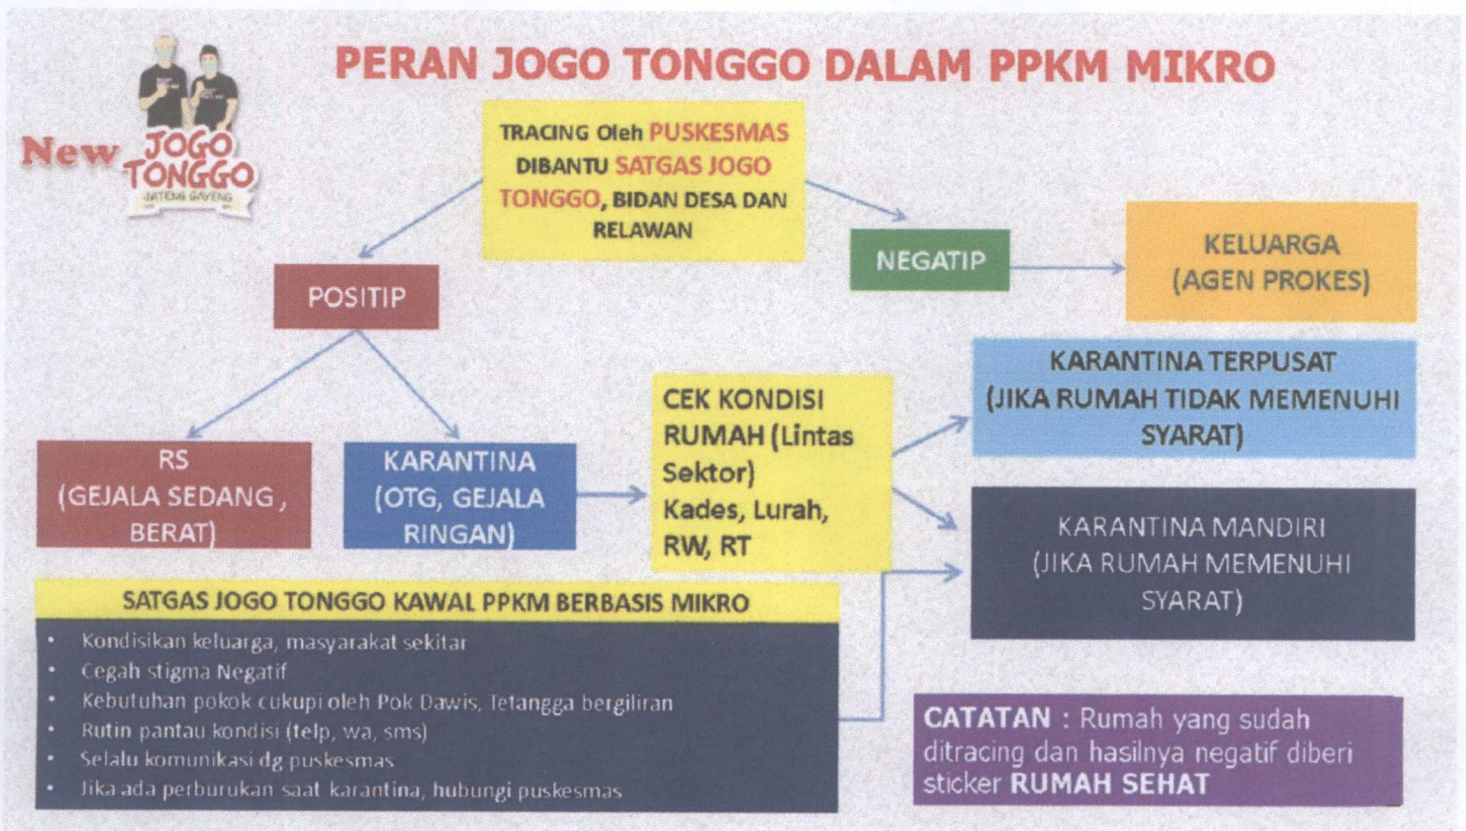 PERAN JOGO TONGGO DALAM PPKM MIKRO
New
JOGO
TONGGO
JATENG GAYENG
TRACING Oleh PUSKESMAS
DIBANTU SATGAS JOGO
TONGGO, BIDAN DESA DAN
RELAWAN
POSITIP
NEGATIP
KELUARGA
(AGEN PROKES)
RS
(GEJALA SEDANG ,
BERAT)
KARANTINA
(OTG, GEJALA
RINGAN)
CEK KONDISI
RUMAH (Lintas
Sektor)
Kades, Lurah,
RW, RT
KARANTINA TERPUSAT
(JIKA RUMAH TIDAK MEMENUHI
SYARAT)
KARANTINA MANDIRI
(JIKA RUMAH MEMENUHI
SYARAT)
SATGAS JOGO TONGGO KAWAL PPKM BERBASIS MIKRO
• Kondisikan keluarga, masyarakat sekitar
• Cegah stigma Negatif
• Kebutuhan pokok cukupi oleh Pok Dawis, Tetangga bergiliran
• Rutin pantau kondisi (telp, wa, sms)
• Selalu komunikasi dg puskesmas
• Jika ada perburukan saat karantina, hubungi puskesmas
CATATAN : Rumah yang sudah
ditracing dan hasilnya negatif diberi
sticker RUMAH SEHAT